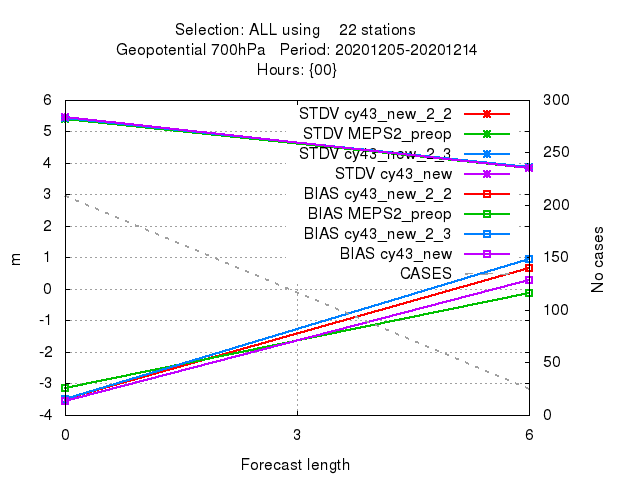 Selection: ALL using    22 stations
Geopotential 700hPa   Period: 20201205-20201214
Hours: {00}
6
5
4
3
2
1
0
-1
-2
-3
-4
m
STDV cy43_new_2_2
STDV MEPS2_preop
STDV cy43_new_2_3
STDV cy43_new
BIAS cy43_new_2_2
BIAS MEPS2_preop
BIAS cy43_new_2_3
BIAS cy43_new
CASES
300
250
200
150
100
50
0
No cases
0 3 6
Forecast length